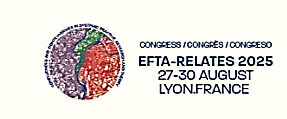 CONGRESS / CONGRÈS / CONGRESO
EFTA-RELATES 2025
27-30 AUGUST
LYON.FRANCE